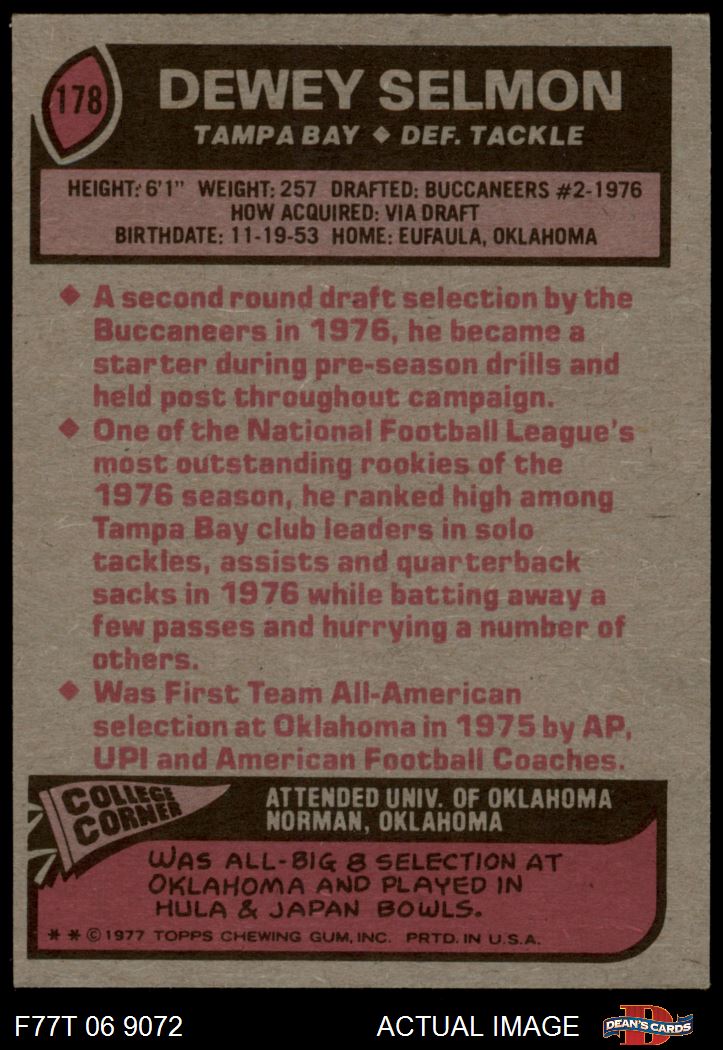 178
DEWEY SELMON
TAMPA BAY ◆ DEF. TACKLE
HEIGHT: 6'1" WEIGHT: 257 DRAFTED: BUCCANEERS #2-1976
HOW ACQUIRED: VIA DRAFT
BIRTHDATE: 11-19-53 HOME: EUFAULA, OKLAHOMA
◆ A second round draft selection by the
Buccaneers in 1976, he became a
starter during pre-season drills and
held post throughout campaign.
◆ One of the National Football League's
most outstanding rookies of the
1976 season, he ranked high among
Tampa Bay club leaders in solo
tackles, assists and quarterback
sacks in 1976 while batting away a
few passes and hurrying a number of
others.
◆ Was First Team All-American
selection at Oklahoma in 1975 by AP,
UPI and American Football Coaches.
COLLEGE
CORNER
ATTENDED UNIV. OF OKLAHOMA
NORMAN, OKLAHOMA
WAS ALL-BIG 8 SELECTION AT
OKLAHOMA AND PLAYED IN
HULA & JAPAN BOWLS.
* * © 1977 TOPPS CHEWING GUM, INC. PRTD. IN U.S.A.
F77T 06 9072
ACTUAL IMAGE
D
DEAN'S CARDS